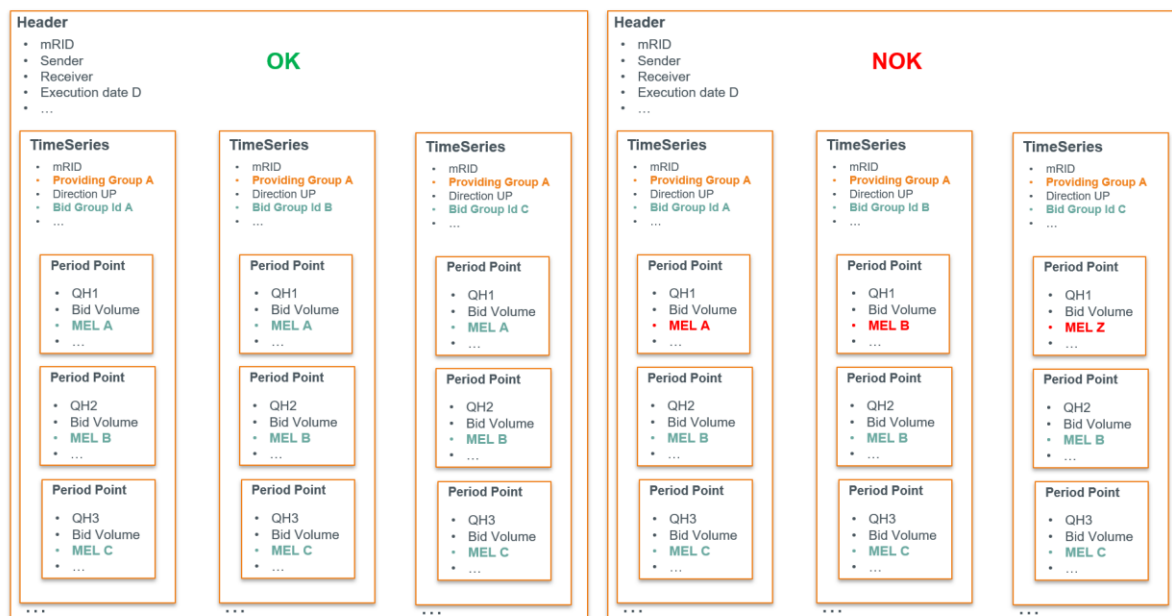 Header
• mRID
• Sender
• Receiver
• Execution date D
• ...
OK
TimeSeries
• mRID
• Providing Group A
• Direction UP
• Bid Group Id A
• ...
Period Point
• QH1
• Bid Volume
• MEL A
• ...
Period Point
• QH2
• Bid Volume
• MEL B
• ...
Period Point
• QH3
• Bid Volume
• MEL C
• ...
...
TimeSeries
• mRID
• Providing Group A
• Direction UP
• Bid Group Id B
• ...
Period Point
• QH1
• Bid Volume
• MEL A
• ...
Period Point
• QH2
• Bid Volume
• MEL B
• ...
Period Point
• QH3
• Bid Volume
• MEL C
• ...
...
TimeSeries
• mRID
• Providing Group A
• Direction UP
• Bid Group Id C
• ...
Period Point
• QH1
• Bid Volume
• MEL A
• ...
Period Point
• QH2
• Bid Volume
• MEL B
• ...
Period Point
• QH3
• Bid Volume
• MEL C
• ...
...
Header
• mRID
• Sender
• Receiver
• Execution date D
• ...
NOK
TimeSeries
• mRID
• Providing Group A
• Direction UP
• Bid Group Id A
• ...
Period Point
• QH1
• Bid Volume
• MEL A
• ...
Period Point
• QH2
• Bid Volume
• MEL B
• ...
Period Point
• QH3
• Bid Volume
• MEL C
• ...
...
TimeSeries
• mRID
• Providing Group A
• Direction UP
• Bid Group Id B
• ...
Period Point
• QH1
• Bid Volume
• MEL B
• ...
Period Point
• QH2
• Bid Volume
• MEL B
• ...
Period Point
• QH3
• Bid Volume
• MEL C
• ...
...
TimeSeries
• mRID
• Providing Group A
• Direction UP
• Bid Group Id C
• ...
Period Point
• QH1
• Bid Volume
• MEL Z
• ...
Period Point
• QH2
• Bid Volume
• MEL B
• ...
Period Point
• QH3
• Bid Volume
• MEL C
• ...
...